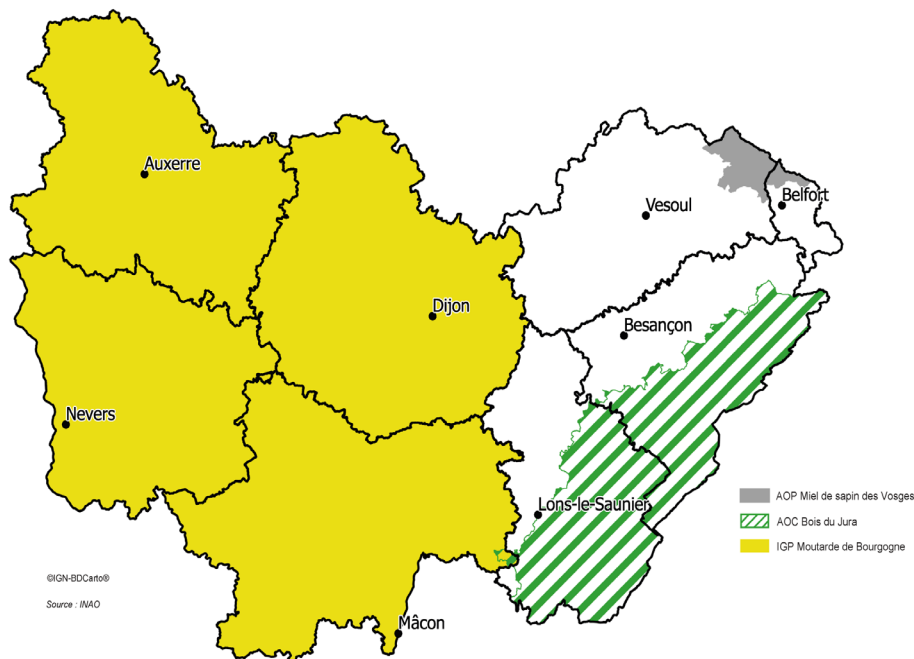 Auxerre
Vesoul
Belfort
Dijon
Besançon
Nevers
Lons-le-Saunier
Mâcon
AOP Miel de sapin des Vosges
AOC Bois du Jura
IGP Moutarde de Bourgogne
©IGN-BDCarto®
Source : INAO